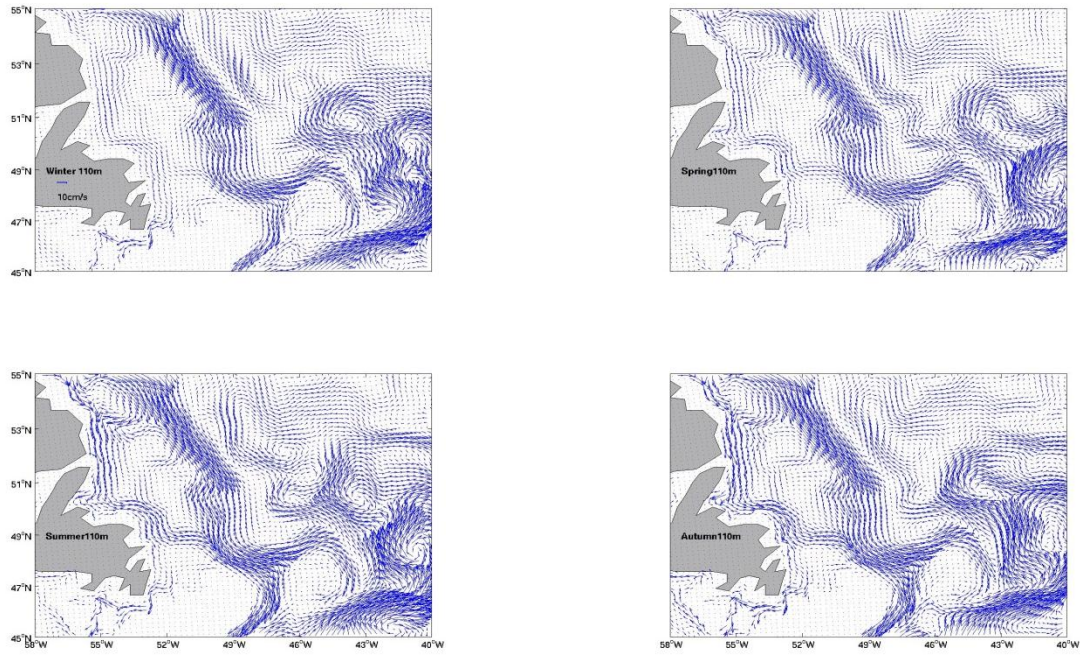 55°N
53°N
51°N
49°N
47°N
45°N
Winter 110m
10cm/s
Spring110m
55°N
53°N
51°N
49°N
47°N
45°N
Summer110m
58°W
55°W
52°W
49°W
46°W
43°W
40°W
Autumn110m
58°W
55°W
52°W
49°W
46°W
43°W
40°W